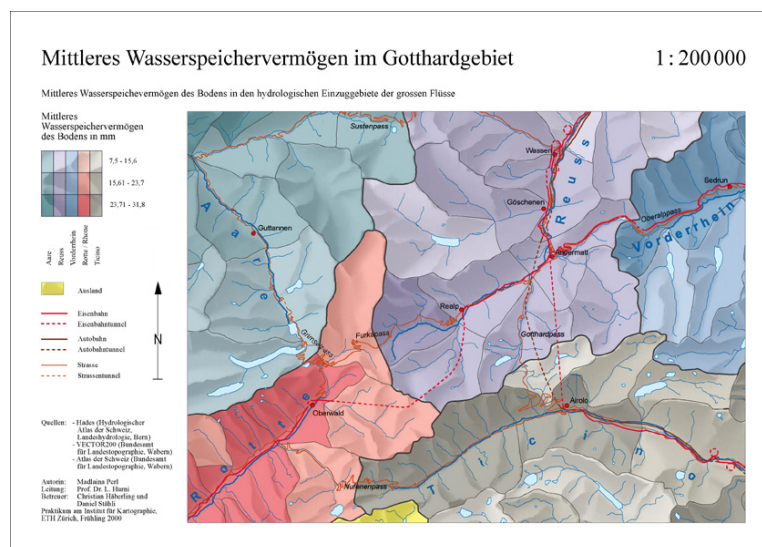 Mittleres Wasserspeichervermögen im Gotthardgebiet
1 : 200 000
Mittleres Wasserspeichevermögen des Bodens in den hydrologischen Einzuggebiete der grossen Flüsse
Mittleres
Wasserspeichervermögen
des Bodens in mm
7,5 - 15,6
15,61 - 23,7
23,71 - 31,8
Aare
Reuss
Vorderrhein
Rotte / Rhone
Ticino
Ausland
Eisenbahn
Eisenbahntunnel
Autobahn
Autobahntunnel
Strasse
Strassentunnel
N
Quellen: - Hades (Hydrologischer
Atlas der Schweiz,
Landeshydrologie, Bern)
- VECTOR200 (Bundesamt
für Landestopographie, Wabern)
- Atlas der Schweiz (Bundesamt
für Landestopographie, Wabern)
Autorin: Madlaina Perl
Leitung: Prof. Dr. L. Hurni
Betreuer: Christian Häberling und
Daniel Stähli
Praktikum am Institut für Kartographie,
ETH Zürich, Frühling 2000
Sustenpass
Wassen
Reuss
Sedrun
Göschenen
Oberalppass
Vorderrhein
Aare
Guttannen
Andermatt
Realp
Furkapass
Gotthardpass
Grimselpass
Oberwald
Airolo
Rotte
Nufenenpass
Ticino